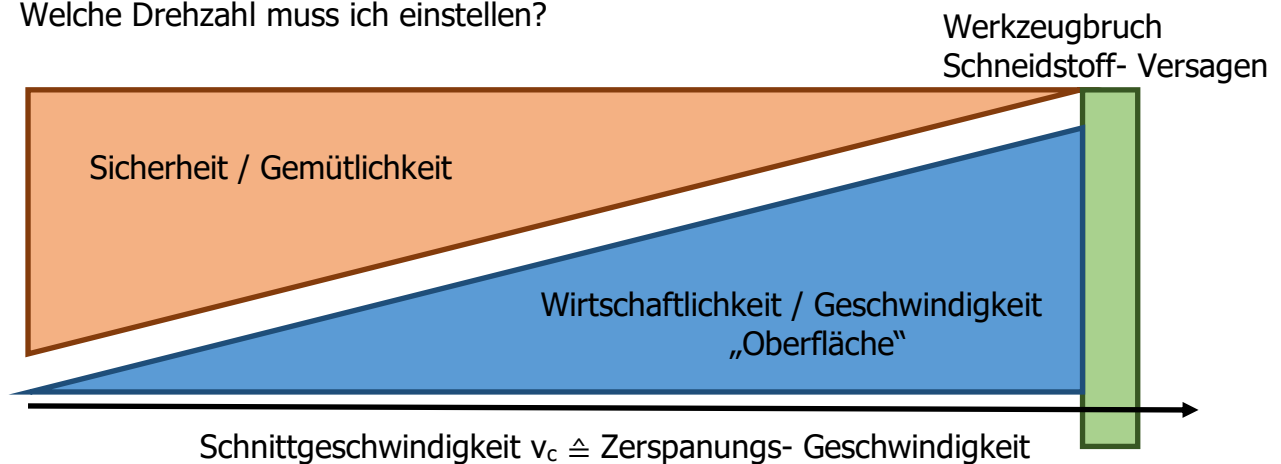 Welche Drehzahl muss ich einstellen?
Werkzeugbruch
Schneidstoff- Versagen
Sicherheit / Gemütlichkeit
Wirtschaftlichkeit / Geschwindigkeit
„Oberfläche“
Schnittgeschwindigkeit vc ≙ Zerspanungs- Geschwindigkeit